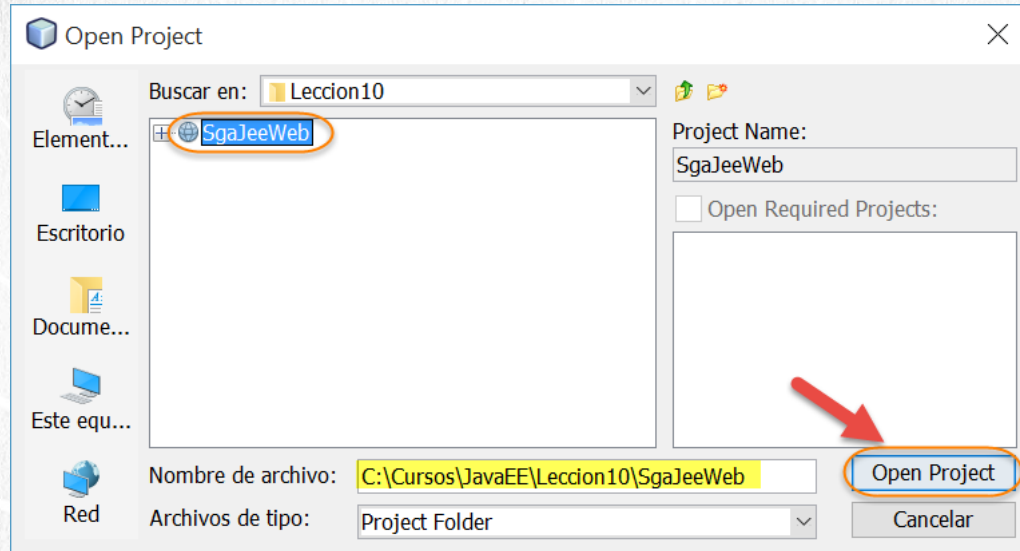 Open Project
Buscar en: Leccion10
Element...
SgaJeeWeb
Project Name:
SgaJeeWeb
Open Required Projects:
Escritorio
Docume...
Este equ...
Red
Nombre de archivo: C:\Cursos\JavaEE\Leccion10\SgaJeeWeb
Open Project
Archivos de tipo: Project Folder
Cancelar